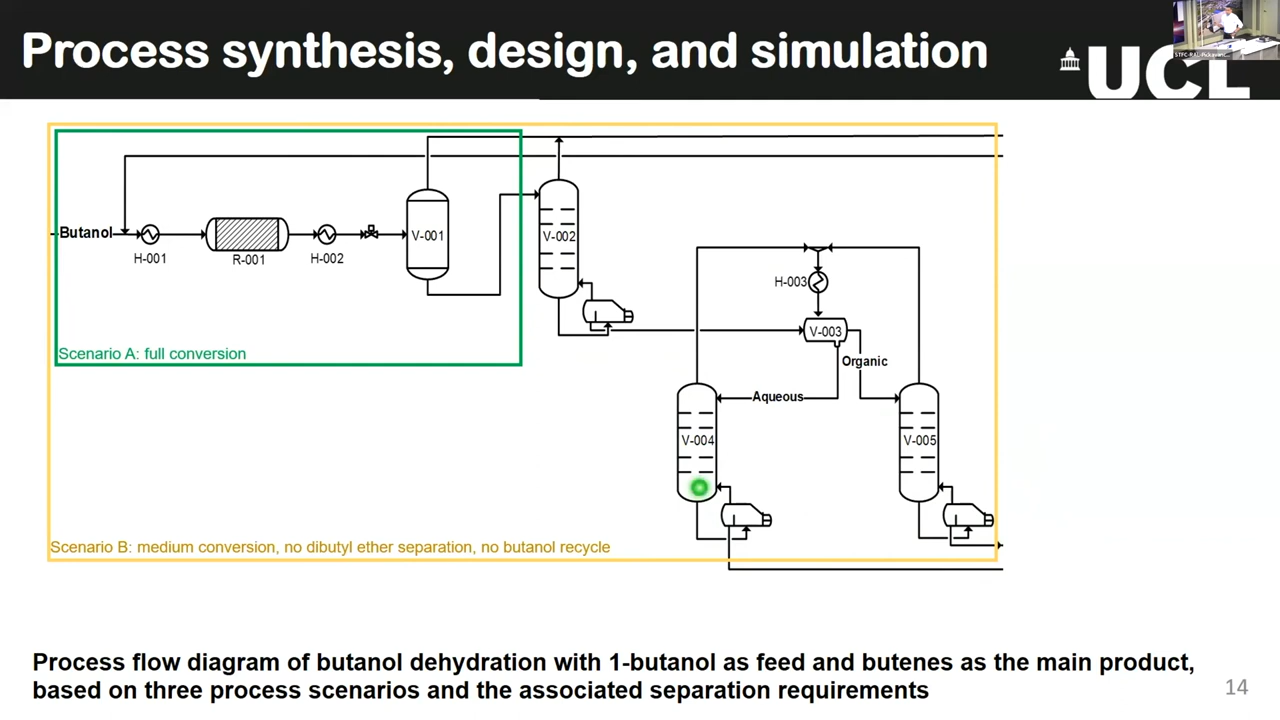 Process synthesis, design, and simulation
UCL
Butanol
H-001
R-001
H-002
V-001
V-002
H-003
V-003
Organic
Aqueous
V-004
V-005
Scenario A: full conversion
Scenario B: medium conversion, no dibutyl ether separation, no butanol recycle
Process flow diagram of butanol dehydration with 1-butanol as feed and butenes as the main product,
based on three process scenarios and the associated separation requirements
14